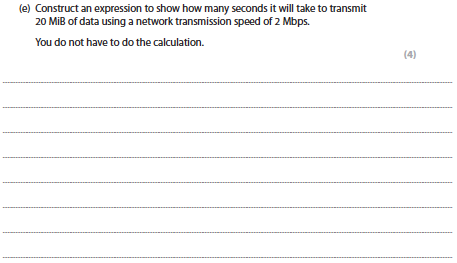 (e) Construct an expression to show how many seconds it will take to transmit
20 MiB of data using a network transmission speed of 2 Mbps.
You do not have to do the calculation.
(4)